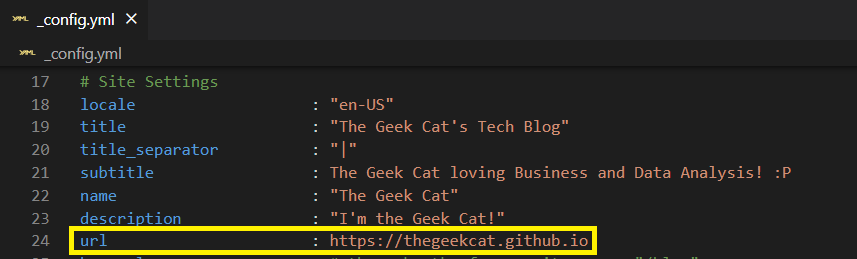 YAML _config.yml ×
YAML _config.yml
17 # Site Settings
18 locale : "en-US"
19 title : "The Geek Cat's Tech Blog"
20 title_separator : "|"
21 subtitle : The Geek Cat loving Business and Data Analysis! :P
22 name : "The Geek Cat"
23 description : "I'm the Geek Cat!"
24 url : https://thegeekcat.github.io